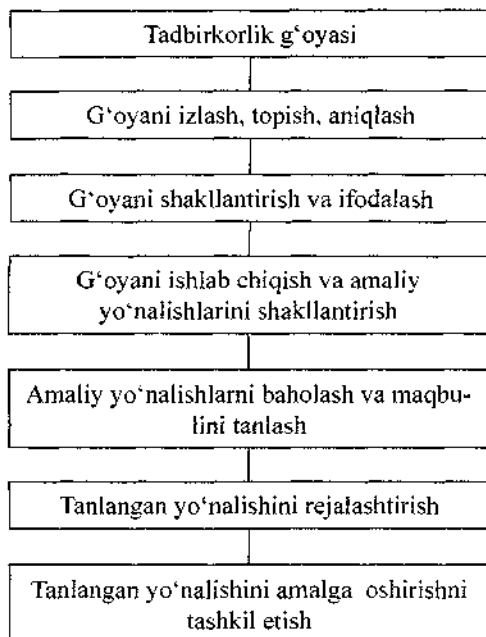 Tadbirkorlik g‘oyasi
G‘oyani izlash, topish, aniqlash
G‘oyani shakllantirish va ifodalash
G‘oyani ishlab chiqish va amaliy
yo‘nalishlarini shakllantirish
Amaliy yo‘nalishlarni baholash va maqbu-
lini tanlash
Tanlangan yo‘nalishini rejalashtirish
Tanlangan yo‘nalishini amalga oshirishni
tashkil etish